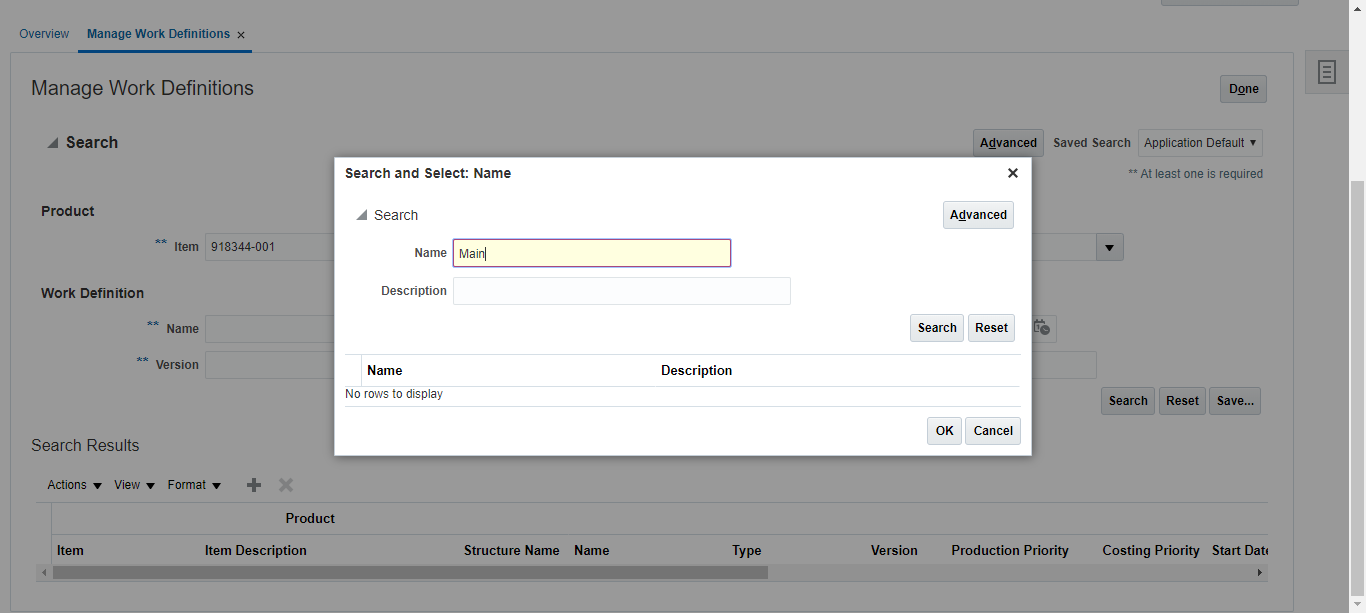 Overview Manage Work Definitions ×
Manage Work Definitions
Done
Search
Advanced Saved Search Application Default
** At least one is required
Product
** Item 918344-001
Work Definition
** Name
** Version
Search Reset Save...
Search and Select: Name
Search
Advanced
Name Main
Description
Search Reset
Name Description
No rows to display
OK Cancel
Search Results
Actions View Format
Product
Item Item Description Structure Name Name Type Version Production Priority Costing Priority Start Date